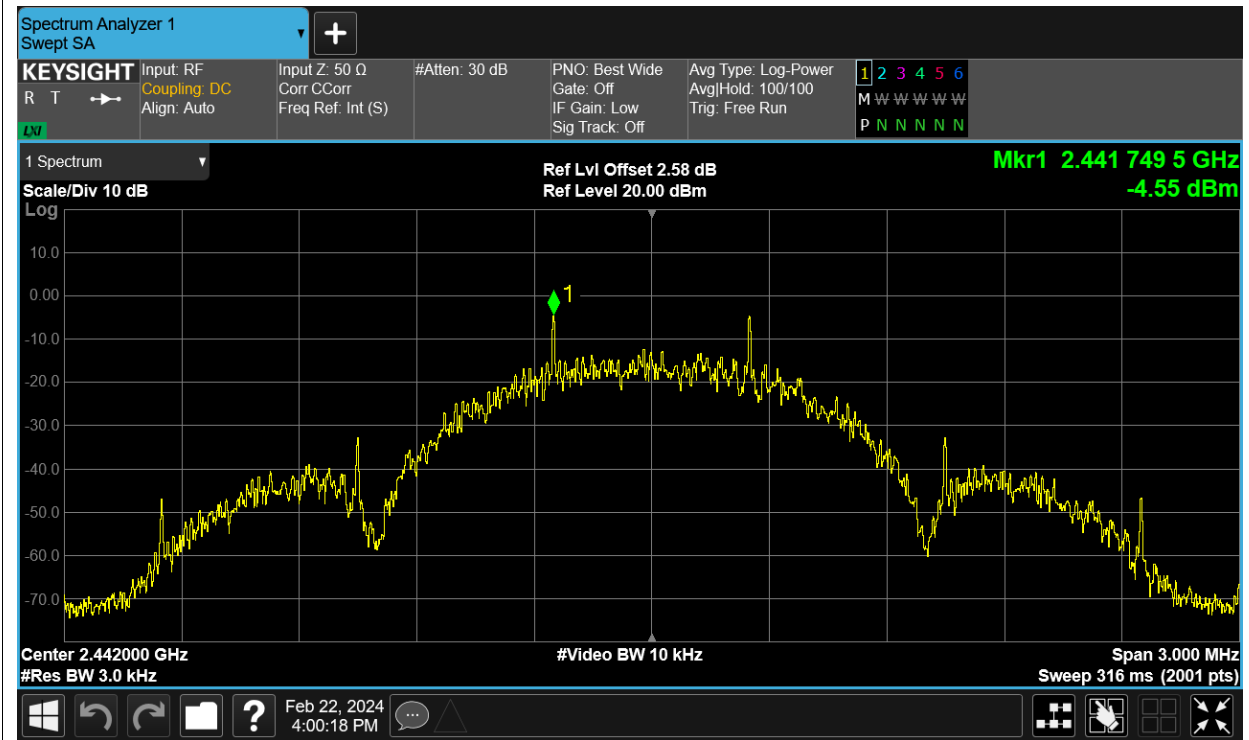 Spectrum Analyzer 1
Swept SA
+
KEYSIGHT
R T
LXI
Input: RF
Coupling: DC
Align: Auto
Input Z: 50 Ω
Corr CCorr
Freq Ref: Int (S)
#Atten: 30 dB
PNO: Best Wide
Gate: Off
IF Gain: Low
Sig Track: Off
Avg Type: Log-Power
Avg|Hold: 100/100
Trig: Free Run
1 2 3 4 5 6
M W W W W W
P N N N N N
1 Spectrum
Scale/Div 10 dB
Log
Ref Lvl Offset 2.58 dB
Ref Level 20.00 dBm
Mkr1 2.441 749 5 GHz
-4.55 dBm
10.0
0.00
-10.0
-20.0
-30.0
-40.0
-50.0
-60.0
-70.0
1
Center 2.442000 GHz
#Res BW 3.0 kHz
#Video BW 10 kHz
Span 3.000 MHz
Sweep 316 ms (2001 pts)
?
Feb 22, 2024
4:00:18 PM